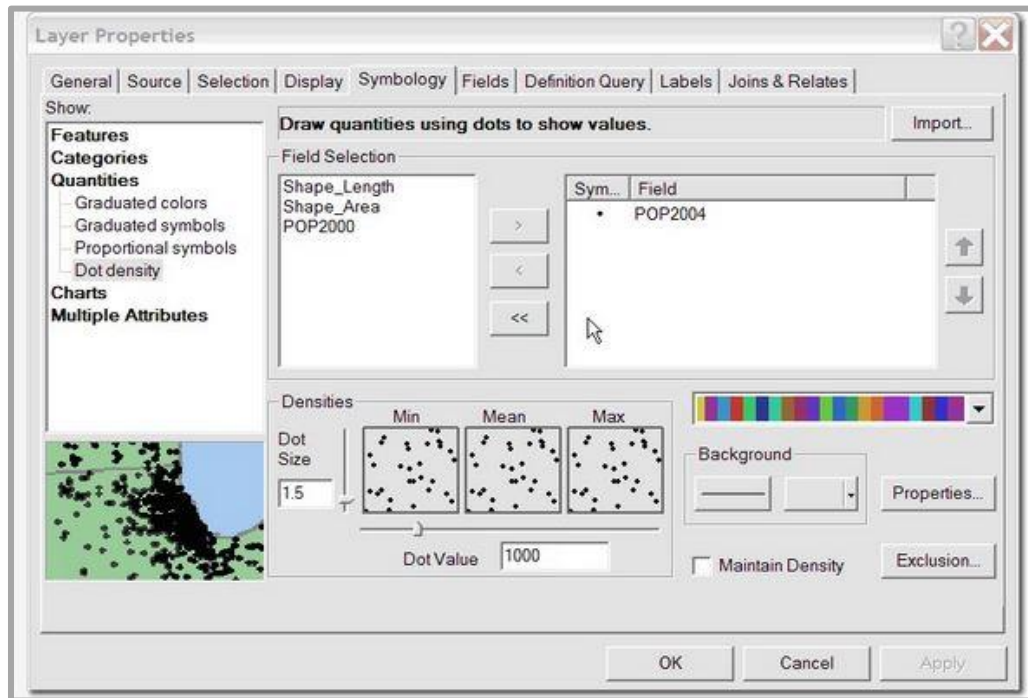 Layer Properties
General Source Selection Display Symbology Fields Definition Query Labels Joins & Relates
Show:
Features
Categories
Quantities
Graduated colors
Graduated symbols
Proportional symbols
Dot density
Charts
Multiple Attributes
Draw quantities using dots to show values.
Import...
Field Selection
Shape_Length
Shape_Area
POP2000
>
<
<<
Sym... Field
POP2004
Densities
Min Mean Max
Dot
Size
1.5
Dot Value 1000
Background
Properties...
Maintain Density
Exclusion...
OK Cancel Apply